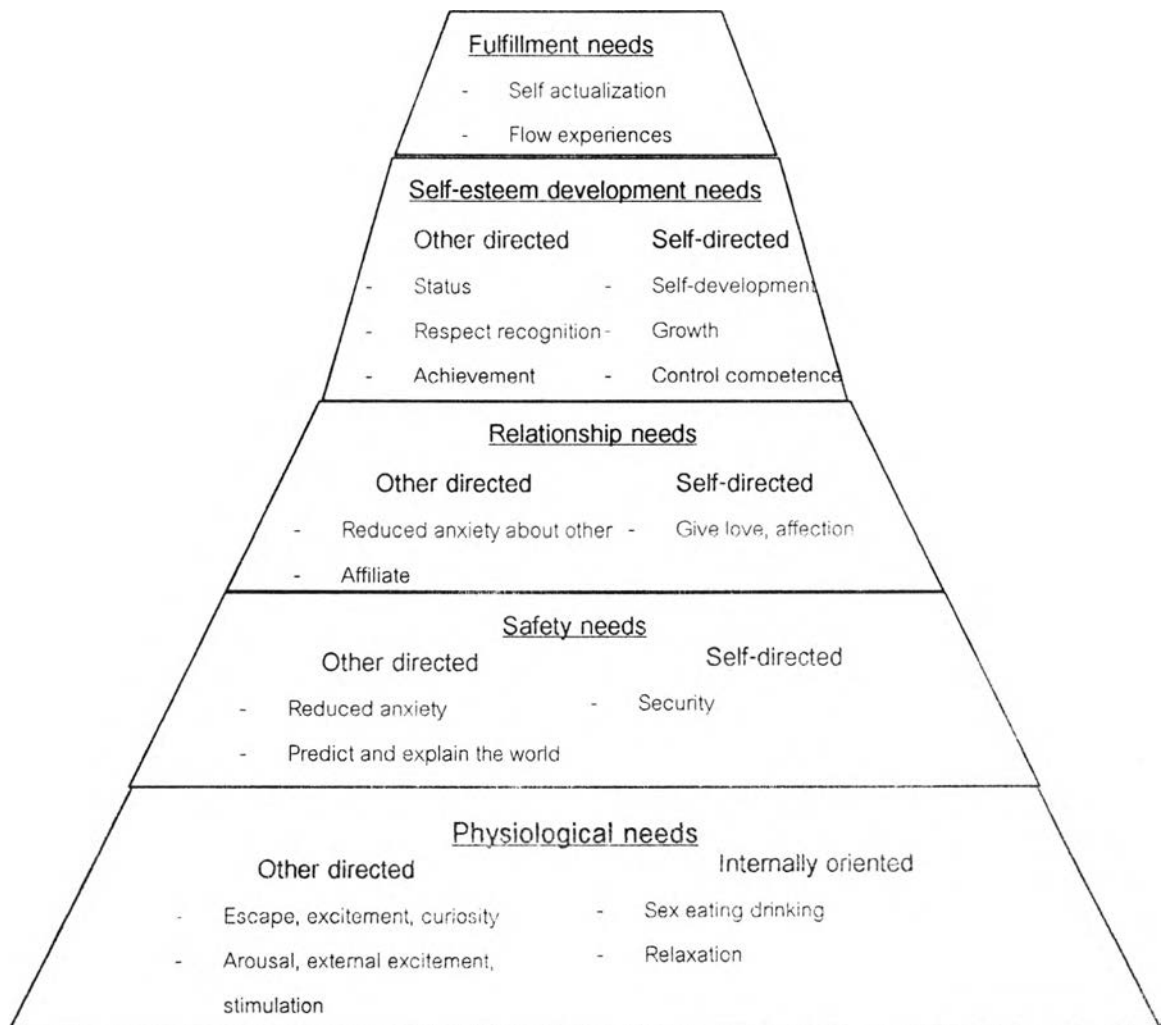 Fulfillment needs
- Self actualization
- Flow experiences
Self-esteem development needs
Other directed Self-directed
- Status - Self-development
- Respect recognition - Growth
- Achievement - Control competence
Relationship needs
Other directed Self-directed
- Reduced anxiety about other - Give love, affection
- Affiliate
Safety needs
Other directed Self-directed
- Reduced anxiety - Security
- Predict and explain the world
Physiological needs
Other directed Internally oriented
- Escape, excitement, curiosity - Sex eating drinking
- Arousal, external excitement, - Relaxation
stimulation